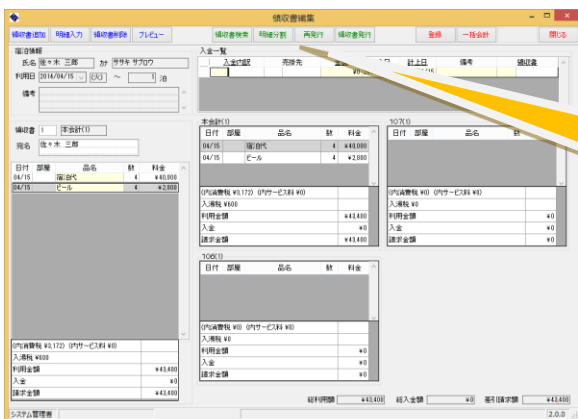 領収書編集
領収書追加 明細入力 領収書削除 プレビュー 領収書検索 明細分割 再発行 領収書発行 登録 一括会計 閉じる
宿泊情報
氏名 佐々木 三郎 カナ ササキ サブロウ
利用日 2014/04/15 ～ 1 泊
備考
入金一覧
入金内訳 売掛先 計上日 備考 領収書
領収書 1 本会計(1)
宛名 佐々木 三郎
日付 部屋 品名 数 料金
04/15 宿泊代 4 ¥40,000
04/15 ビール 4 ¥2,800
(内消費税 ¥3,172) (内サービス料 ¥0)
入湯税 ¥600
利用金額 ¥43,400
入金 ¥0
請求金額 ¥43,400
本会計(1)
日付 部屋 品名 数 料金
04/15 宿泊代 4 ¥40,000
04/15 ビール 4 ¥2,800
(内消費税 ¥3,172) (内サービス料 ¥0)
入湯税 ¥600
利用金額 ¥43,400
入金
請求金額 ¥43,400
107(1)
日付 部屋 品名 数 料金
(内消費税 ¥0) (内サービス料 ¥0)
入湯税 ¥0
利用金額 ¥0
入金 ¥0
請求金額 ¥0
106(1)
日付 部屋 品名 数 料金
(内消費税 ¥0) (内サービス料 ¥0)
入湯税 ¥0
利用金額 ¥0
入金 ¥0
請求金額 ¥0
総利用額 ¥43,400 総入金額 ¥0 差引請求額 ¥43,400
システム管理者 2.0.0